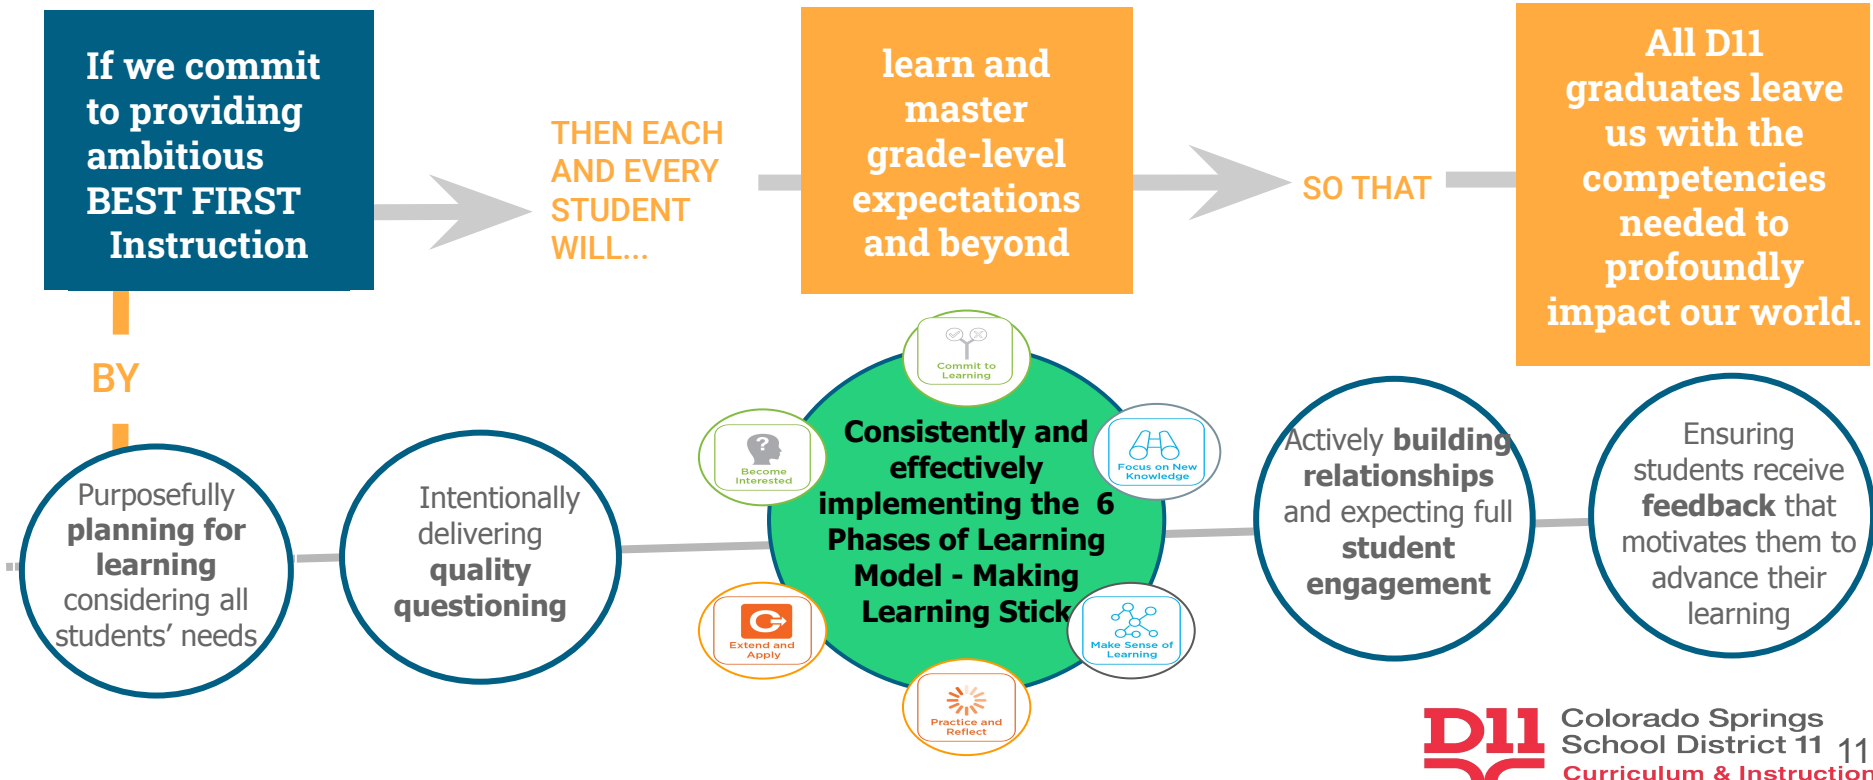 If we commit
to providing
ambitious
BEST FIRST
Instruction
THEN EACH
AND EVERY
STUDENT
WILL...
learn and
master
grade-level
expectations
and beyond
SO THAT
All D11
graduates leave
us with the
competencies
needed to
profoundly
impact our world.
BY
Purposefully
planning for
learning
considering all
students’ needs
Intentionally
delivering
quality
questioning
Consistently and
effectively
implementing the 6
Phases of Learning
Model - Making
Learning Stick
Commit to
Learning
Become
Interested
Focus on New
Knowledge
Extend and
Apply
Make Sense of
Learning
Practice and
Reflect
Actively building
relationships
and expecting full
student
engagement
Ensuring
students receive
feedback that
motivates them to
advance their
learning
D11
Colorado Springs
School District 11
Curriculum & Instruction
11